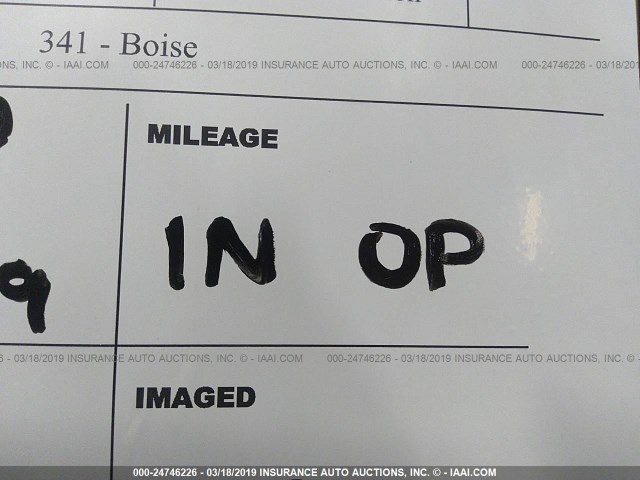 341 - Boise
NS, INC. © - IAAI.COM 000-24746226 - 03/18/2019 INSURANCE AUTO AUCTIONS, INC. © - IAAI.COM 000-24746226 - 03/18/201
MILEAGE
IN OP
9
6 - 03/18/2019 INSURANCE AUTO AUCTIONS, INC. © - IAAI.COM 000-24746226 - 03/18/2019 INSURANCE AUTO AUCTIONS, INC. ©
IMAGED
000-24746226 - 03/18/2019 INSURANCE AUTO AUCTIONS, INC. © - IAAI.COM